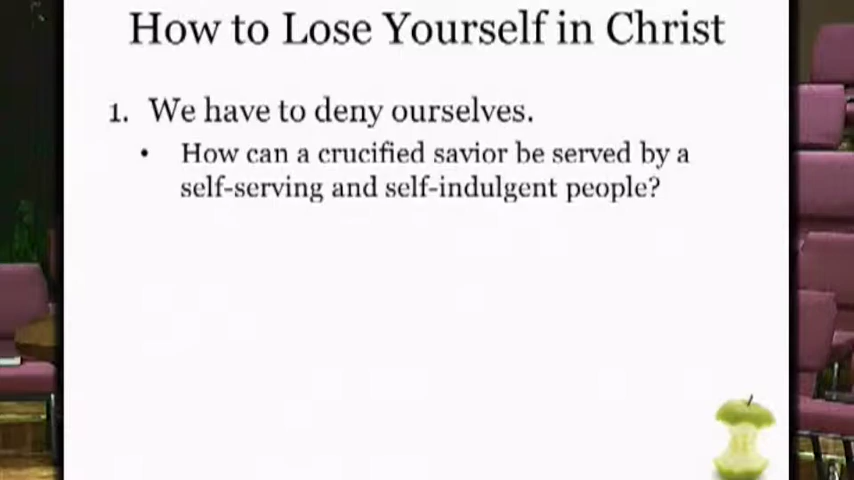 How to Lose Yourself in Christ
1. We have to deny ourselves.
• How can a crucified savior be served by a
self-serving and self-indulgent people?